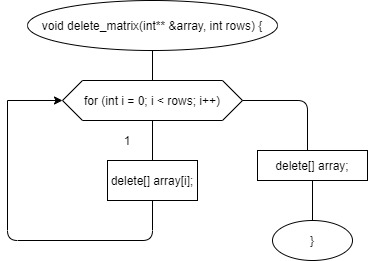 void delete_matrix(int** &array, int rows) {
for (int i = 0; i < rows; i++)
1
delete[] array[i];
delete[] array;
}